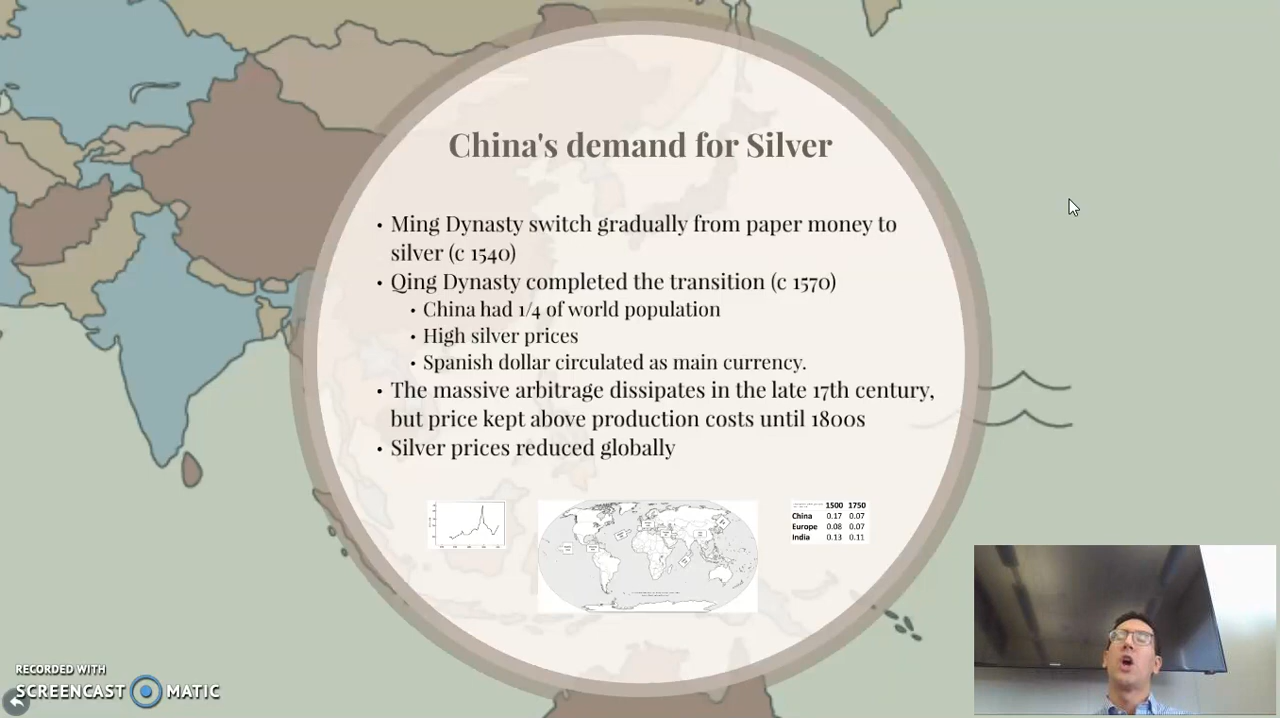 China's demand for Silver
• Ming Dynasty switch gradually from paper money to
silver (c 1540)
• Qing Dynasty completed the transition (c 1570)
• China had 1/4 of world population
• High silver prices
• Spanish dollar circulated as main currency.
• The massive arbitrage dissipates in the late 17th century,
but price kept above production costs until 1800s
• Silver prices reduced globally
1500 1750
China 0.17 0.07
Europe 0.08 0.07
India 0.13 0.11
RECORDED WITH
SCREENCAST MATIC